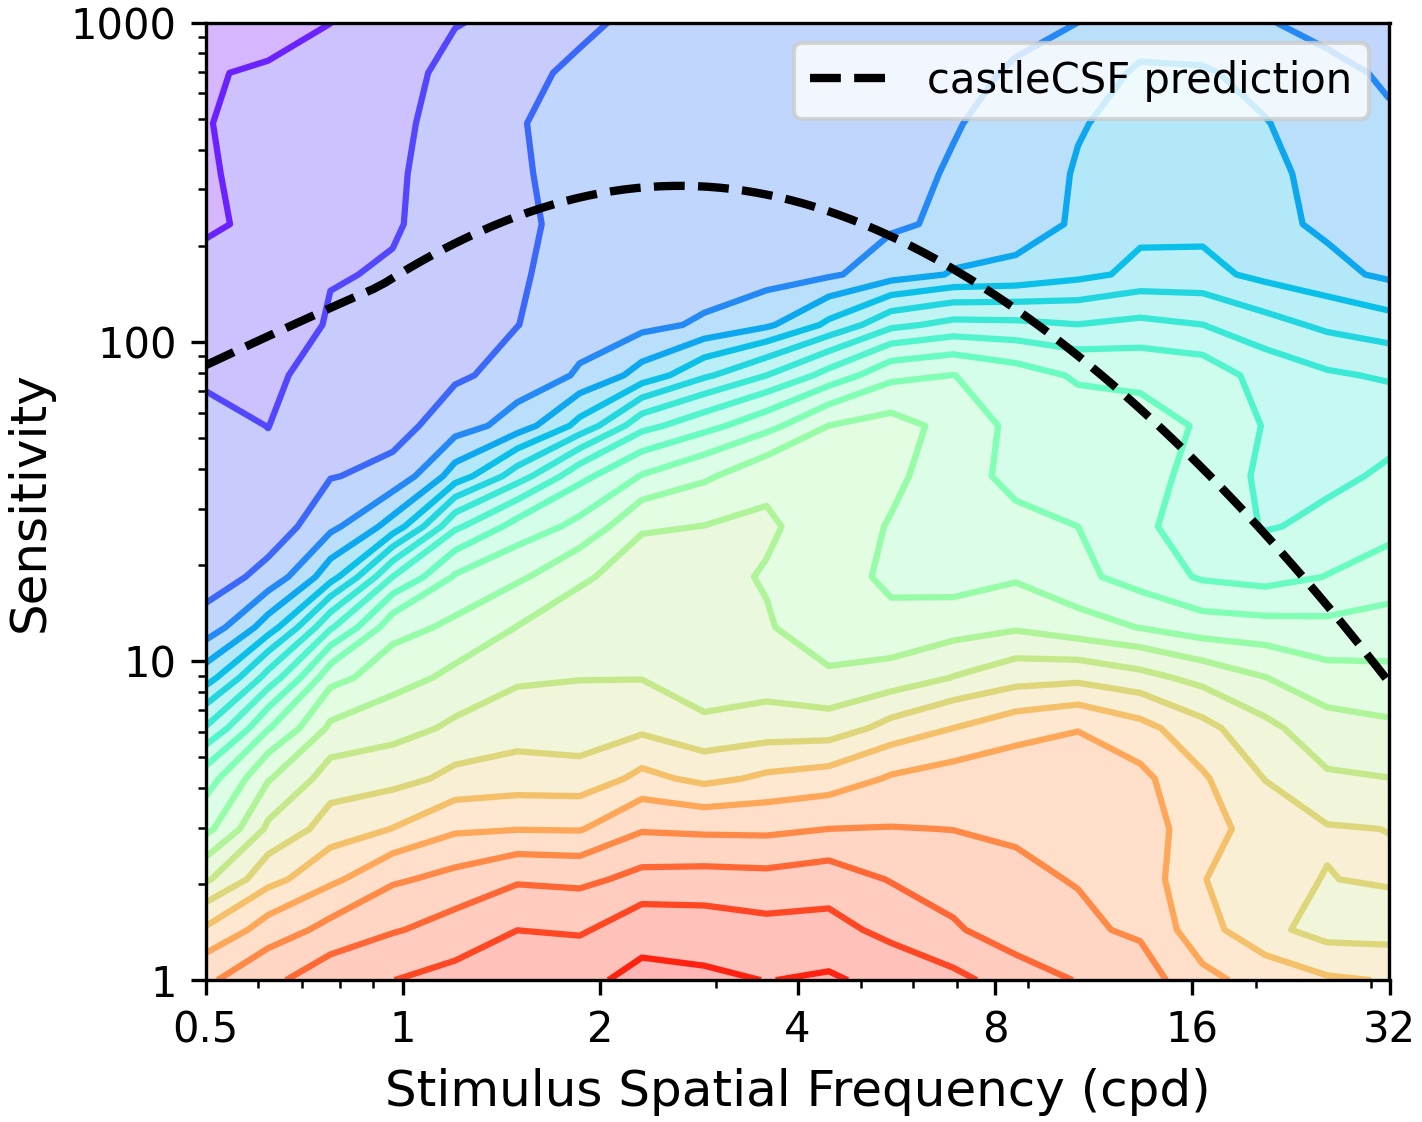 1000
100
10
1
Sensitivity
castleCSF prediction
0.5 1 2 4 8 16 32
Stimulus Spatial Frequency (cpd)